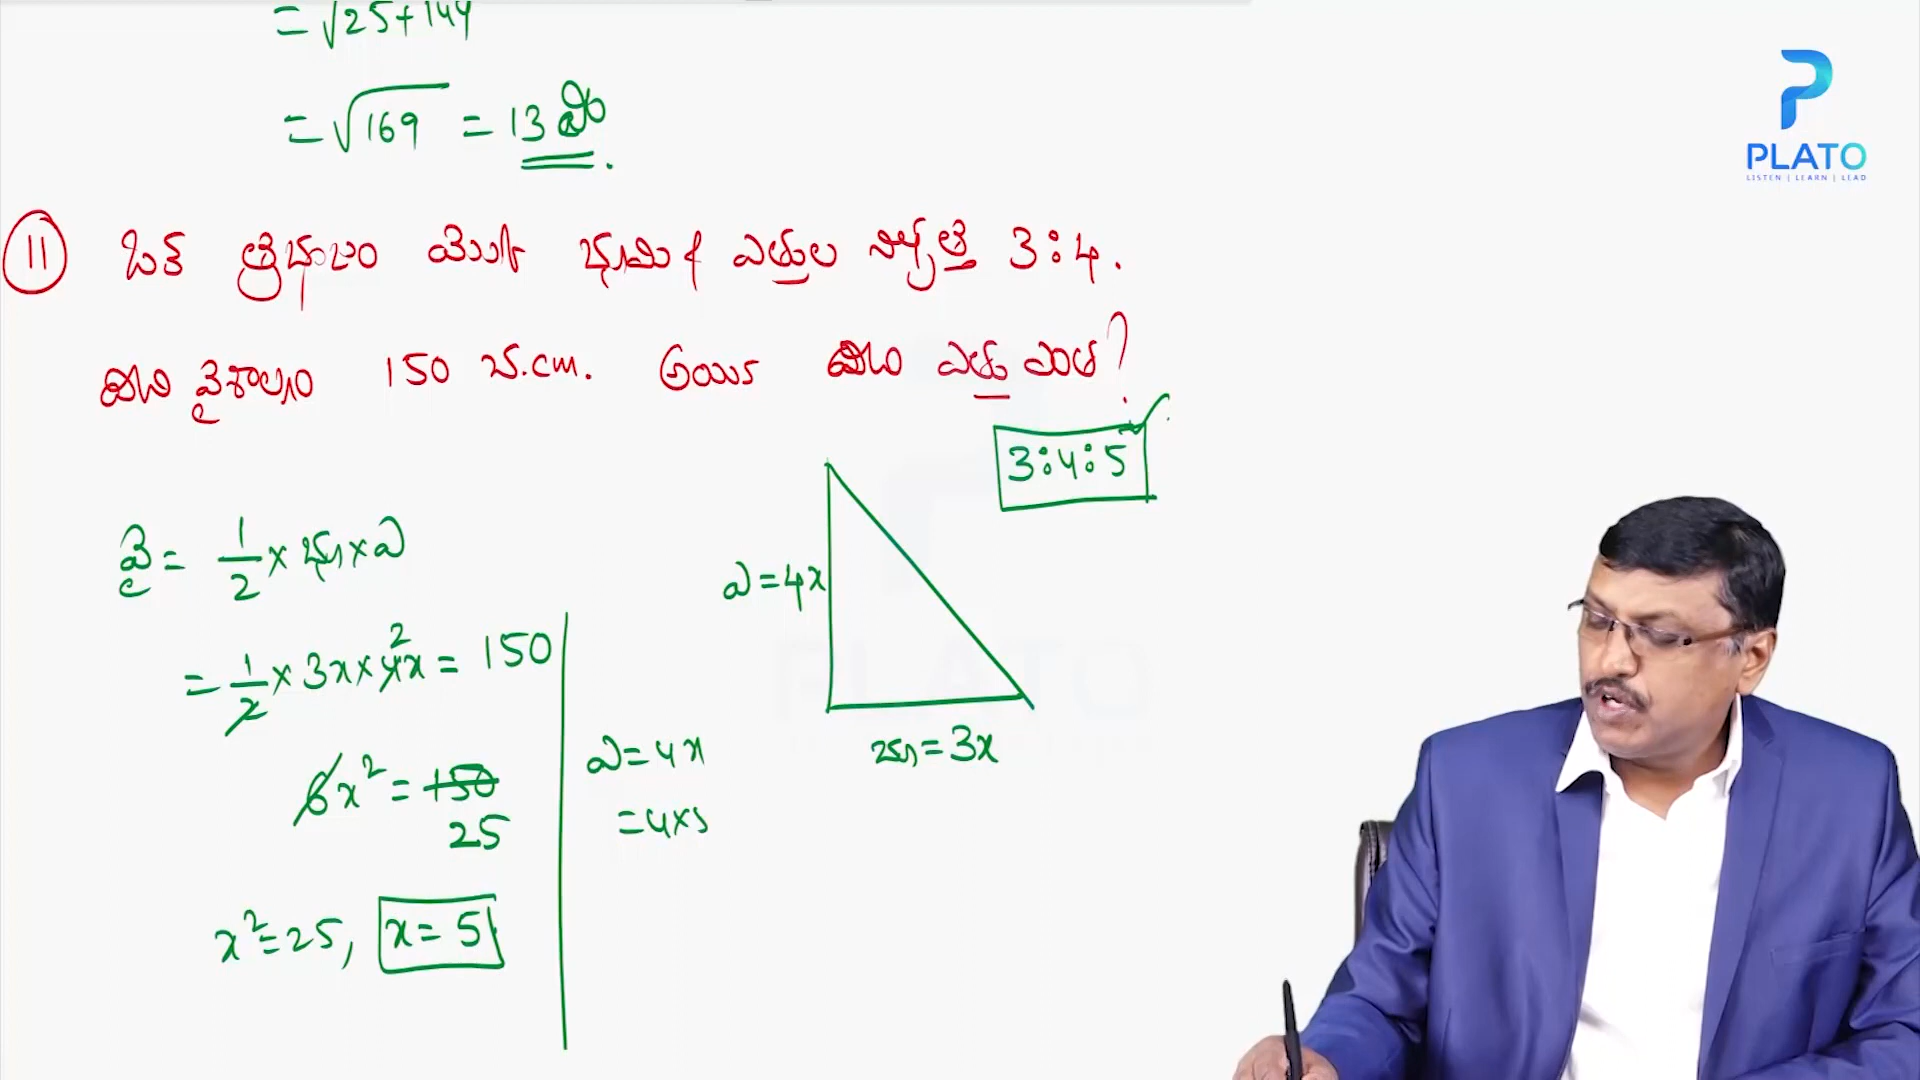 = √25+144
= √169 = 13 మీ.
PLATO
LISTEN | LEARN | LEAD
11 ఒక త్రిభుజం యొక్క భూమి & ఎత్తుల నిష్పత్తి 3:4.
దీని వైశాల్యం 150 చ.cm. అయిన దీని ఎత్తు ఎంత?
3:4:5
వై = 1/2 × భూ × ఎ
ఎ = 4x
= 1/2 × 3x × 4x = 150
2
భూ = 3x
6x² = 150
25
ఎ = 4x
= 4×5
x² = 25, x = 5